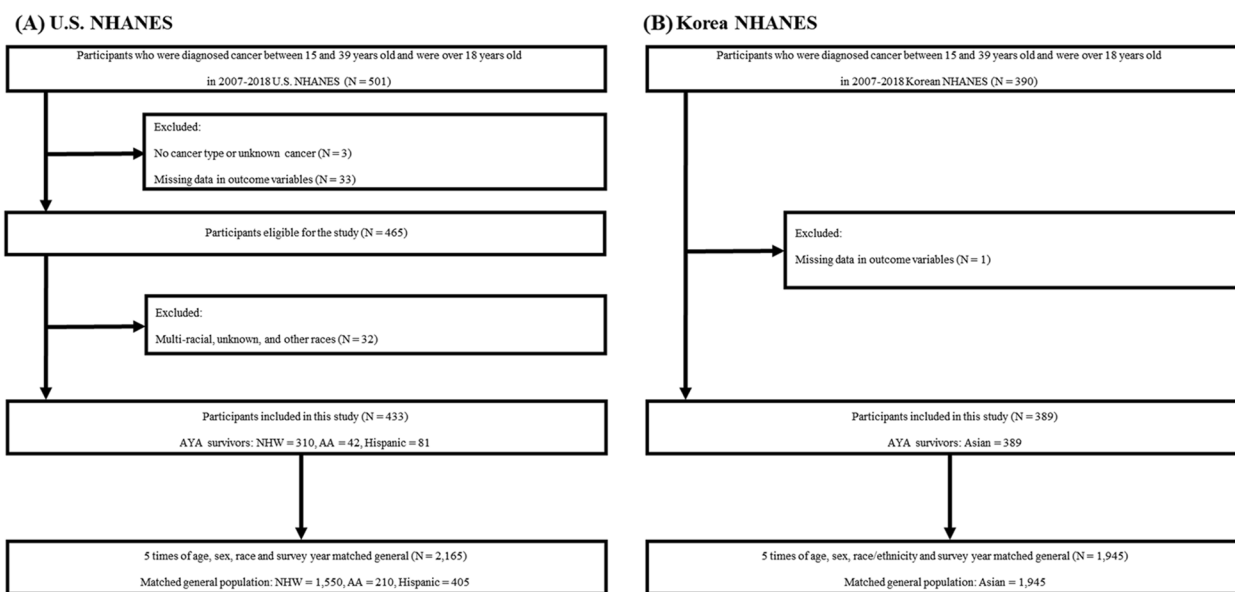 (A) U.S. NHANES
Participants who were diagnosed cancer between 15 and 39 years old and were over 18 years old
in 2007-2018 U.S. NHANES (N = 501)
Excluded:
No cancer type or unknown cancer (N = 3)
Missing data in outcome variables (N = 33)
Participants eligible for the study (N = 465)
Excluded:
Multi-racial, unknown, and other races (N = 32)
Participants included in this study (N = 433)
AYA survivors: NHW = 310, AA = 42, Hispanic = 81
5 times of age, sex, race and survey year matched general (N = 2,165)
Matched general population: NHW = 1,550, AA = 210, Hispanic = 405
(B) Korea NHANES
Participants who were diagnosed cancer between 15 and 39 years old and were over 18 years old
in 2007-2018 Korean NHANES (N = 390)
Excluded:
Missing data in outcome variables (N = 1)
Participants included in this study (N = 389)
AYA survivors: Asian = 389
5 times of age, sex, race/ethnicity and survey year matched general (N = 1,945)
Matched general population: Asian = 1,945